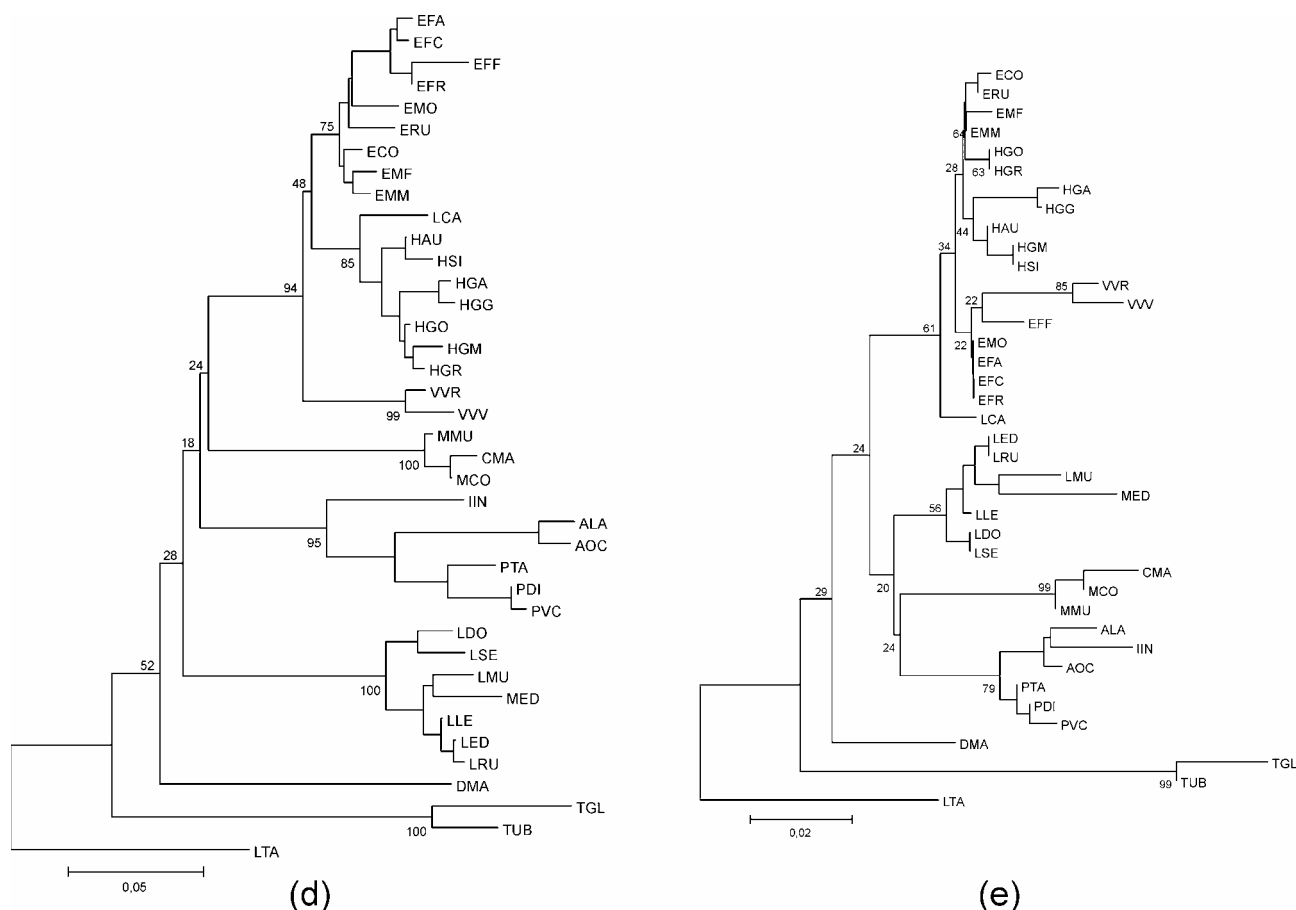 EFA
EFC
EFF
EFR
EMO
75
ERU
ECO
EMF
48
EMM
LCA
HAU
85
HSI
HGA
94
HGG
HGO
HGM
24
HGR
VVR
99
VVV
18
MMU
100
CMA
MCO
IIN
ALA
95
AOC
28
PTA
PDI
PVC
LDO
52
LSE
100
LMU
MED
LLE
LED
LRU
DMA
TGL
100
TUB
LTA
0,05
(d)
ECO
ERU
EMF
64
EMM
HGO
28
63
HGR
HGA
HGG
44
HAU
34
HGM
HSI
85
VVR
22
VVV
EFF
61
22
EMO
EFA
EFC
EFR
LCA
LED
24
LRU
LMU
MED
56
LLE
LDO
LSE
20
CMA
99
MCO
29
MMU
ALA
24
IIN
AOC
79
PTA
PDI
PVC
DMA
TGL
99
TUB
LTA
0,02
(e)